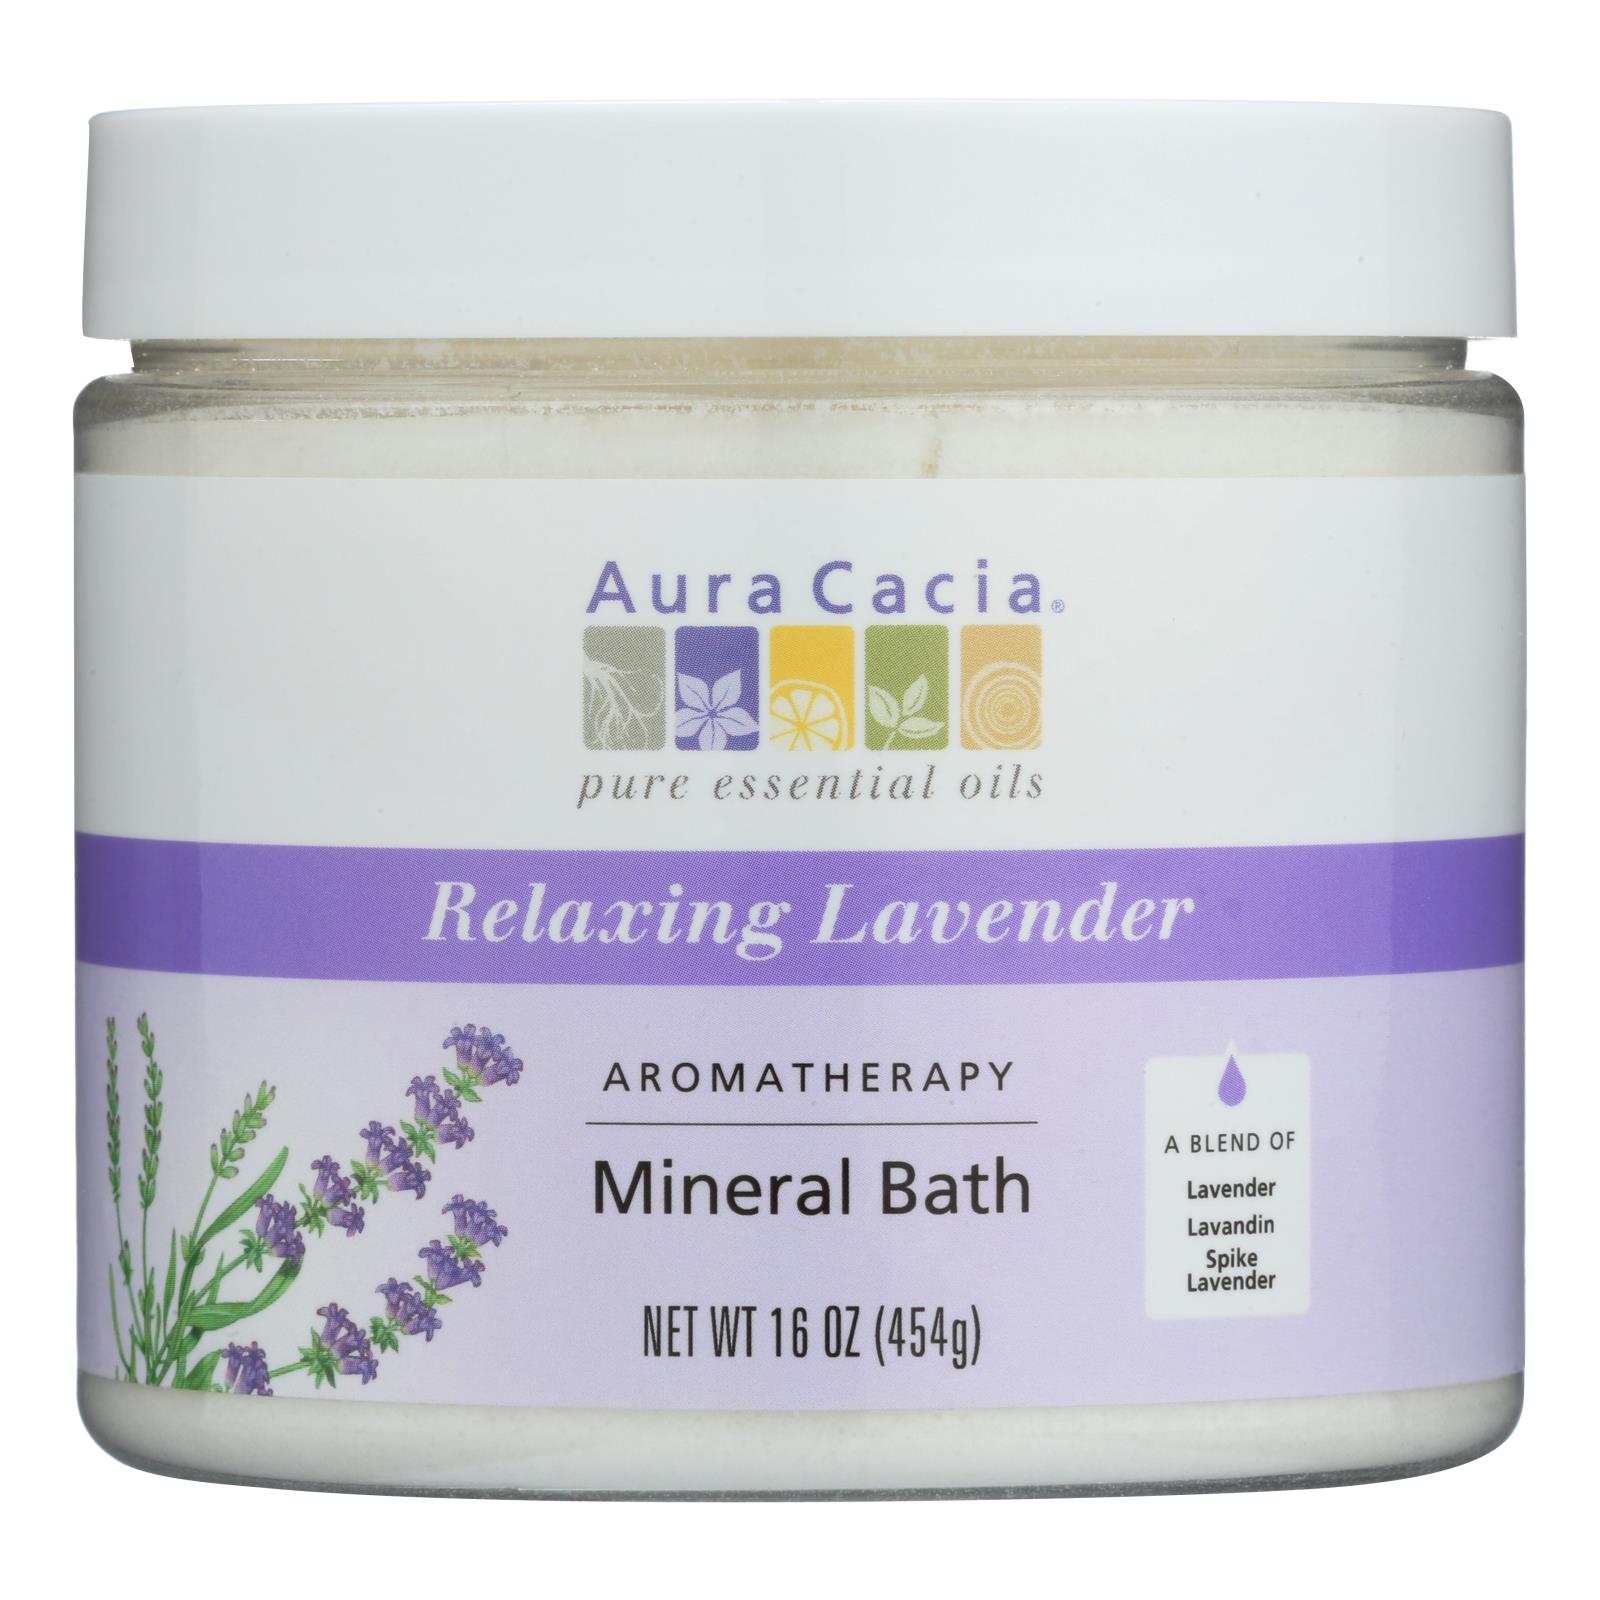 Aura Cacia®
pure essential oils
Relaxing Lavender
AROMATHERAPY
Mineral Bath
NET WT 16 OZ (454g)
A BLEND OF
Lavender
Lavandin
Spike
Lavender